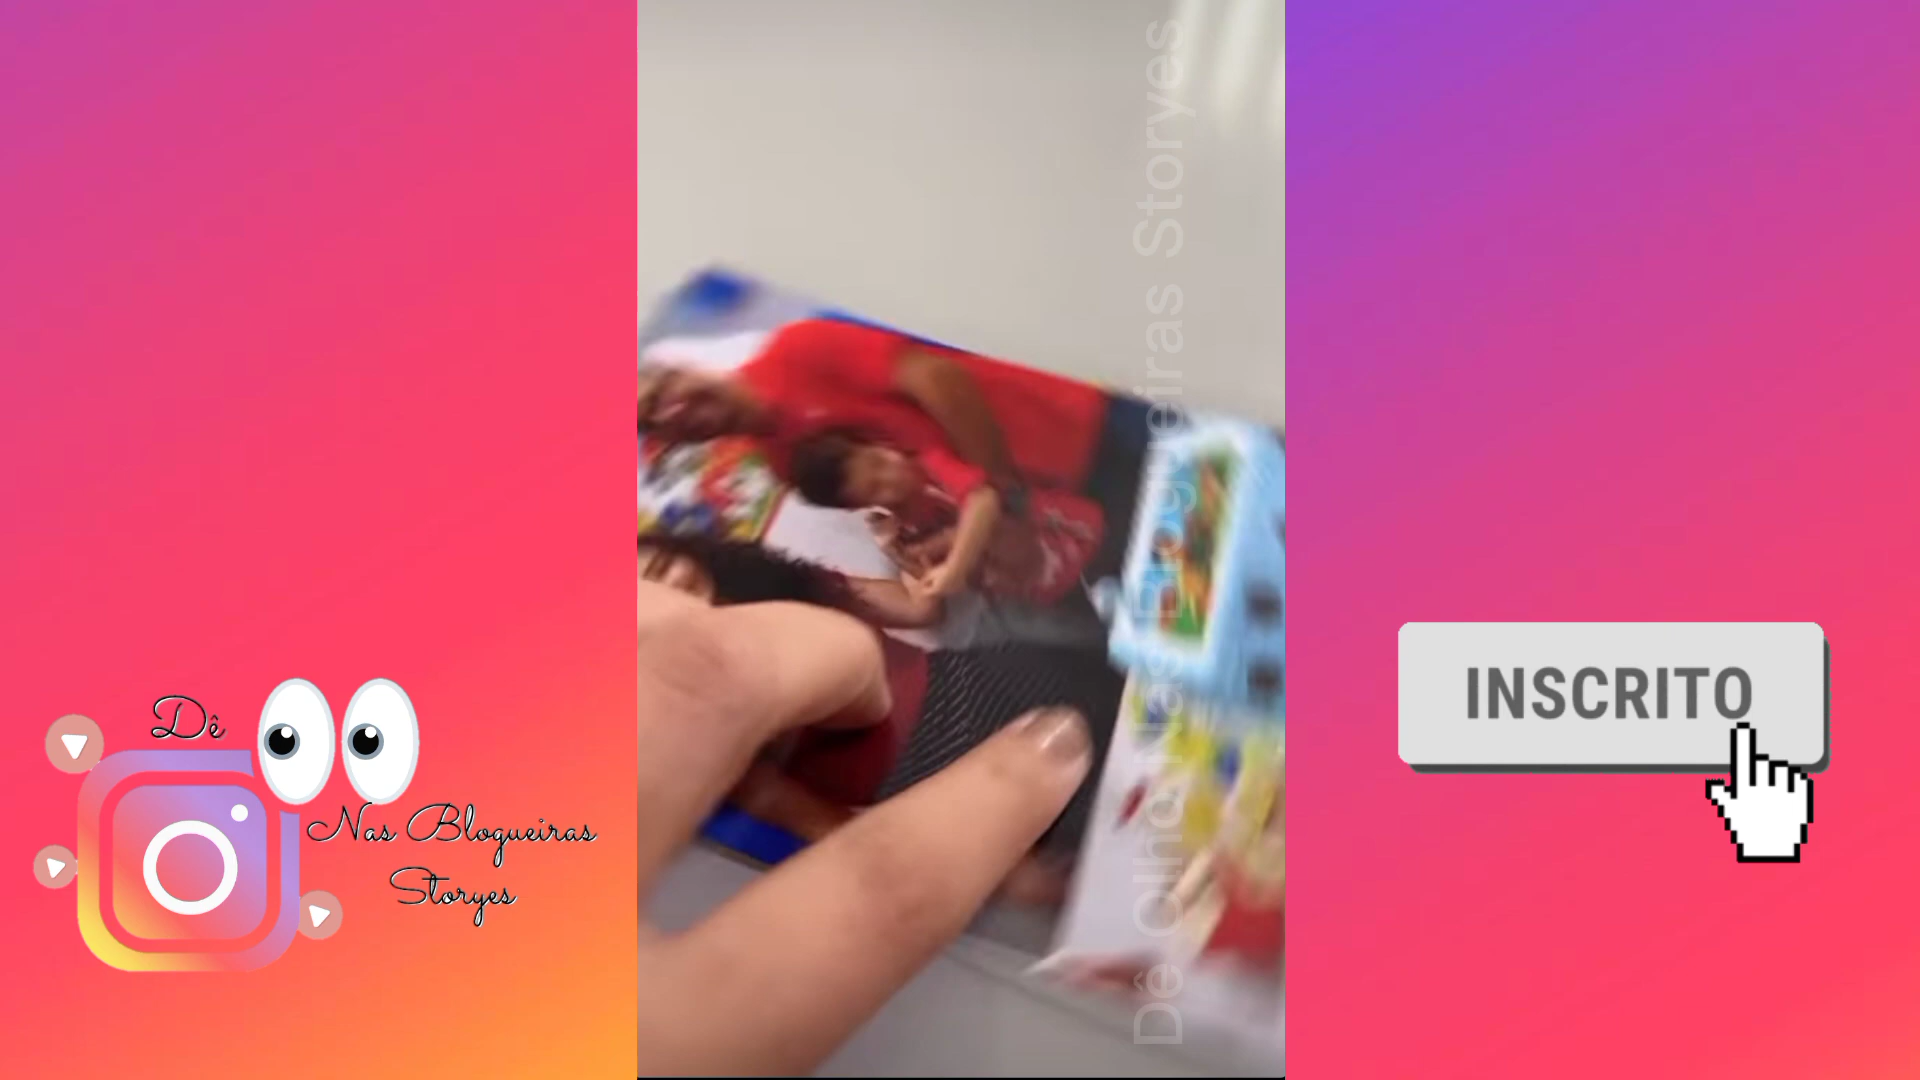 Dê
Nas Blogueiras
Storyes
Dê Olho Nas Blogueiras Storyes
INSCRITO